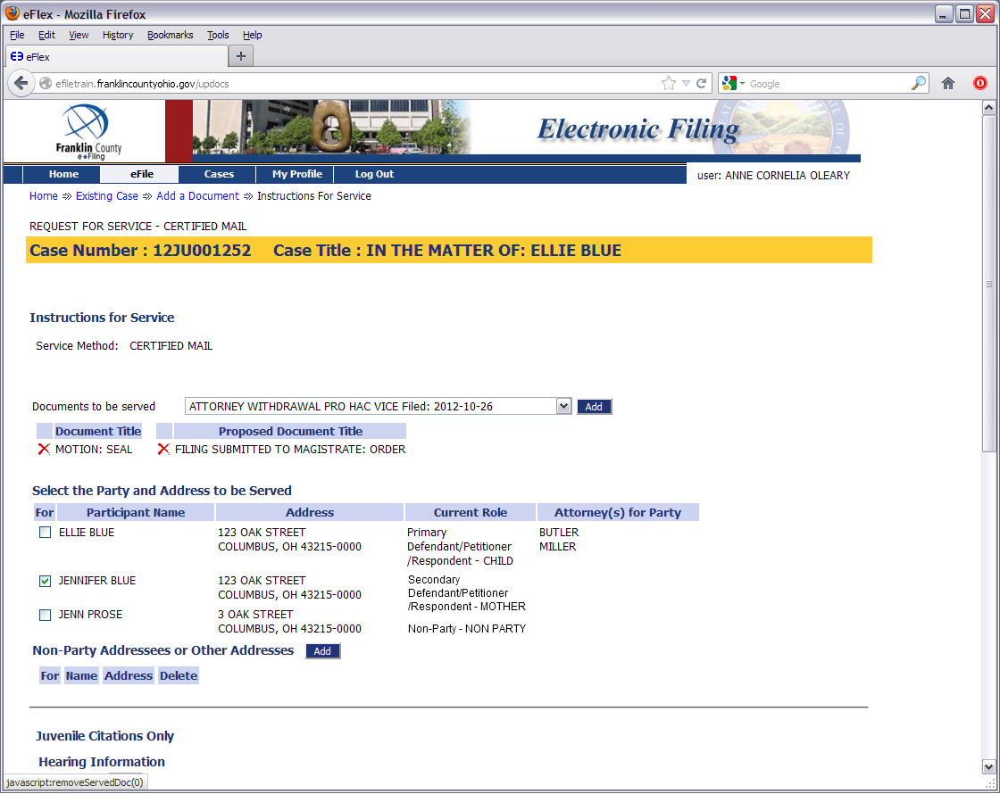 eFlex - Mozilla Firefox
File Edit View History Bookmarks Tools Help
eFlex
efiletrain.franklincountyohio.gov/updocs
Google
Franklin County
e★Filing
Electronic Filing
Home eFile Cases My Profile Log Out
user: ANNE CORNELIA OLEARY
Home ⇒ Existing Case ⇒ Add a Document ⇒ Instructions For Service
REQUEST FOR SERVICE - CERTIFIED MAIL
Case Number : 12JU001252 Case Title : IN THE MATTER OF: ELLIE BLUE
Instructions for Service
Service Method: CERTIFIED MAIL
Documents to be served ATTORNEY WITHDRAWAL PRO HAC VICE Filed: 2012-10-26 Add
Document Title Proposed Document Title
MOTION: SEAL FILING SUBMITTED TO MAGISTRATE: ORDER
Select the Party and Address to be Served
For Participant Name Address Current Role Attorney(s) for Party
ELLIE BLUE 123 OAK STREET Primary BUTLER
COLUMBUS, OH 43215-0000 Defendant/Petitioner MILLER
/Respondent - CHILD
JENNIFER BLUE 123 OAK STREET Secondary
COLUMBUS, OH 43215-0000 Defendant/Petitioner
/Respondent - MOTHER
JENN PROSE 3 OAK STREET
COLUMBUS, OH 43215-0000 Non-Party - NON PARTY
Non-Party Addressees or Other Addresses Add
For Name Address Delete
Juvenile Citations Only
Hearing Information
javascript:removeServedDoc(0)